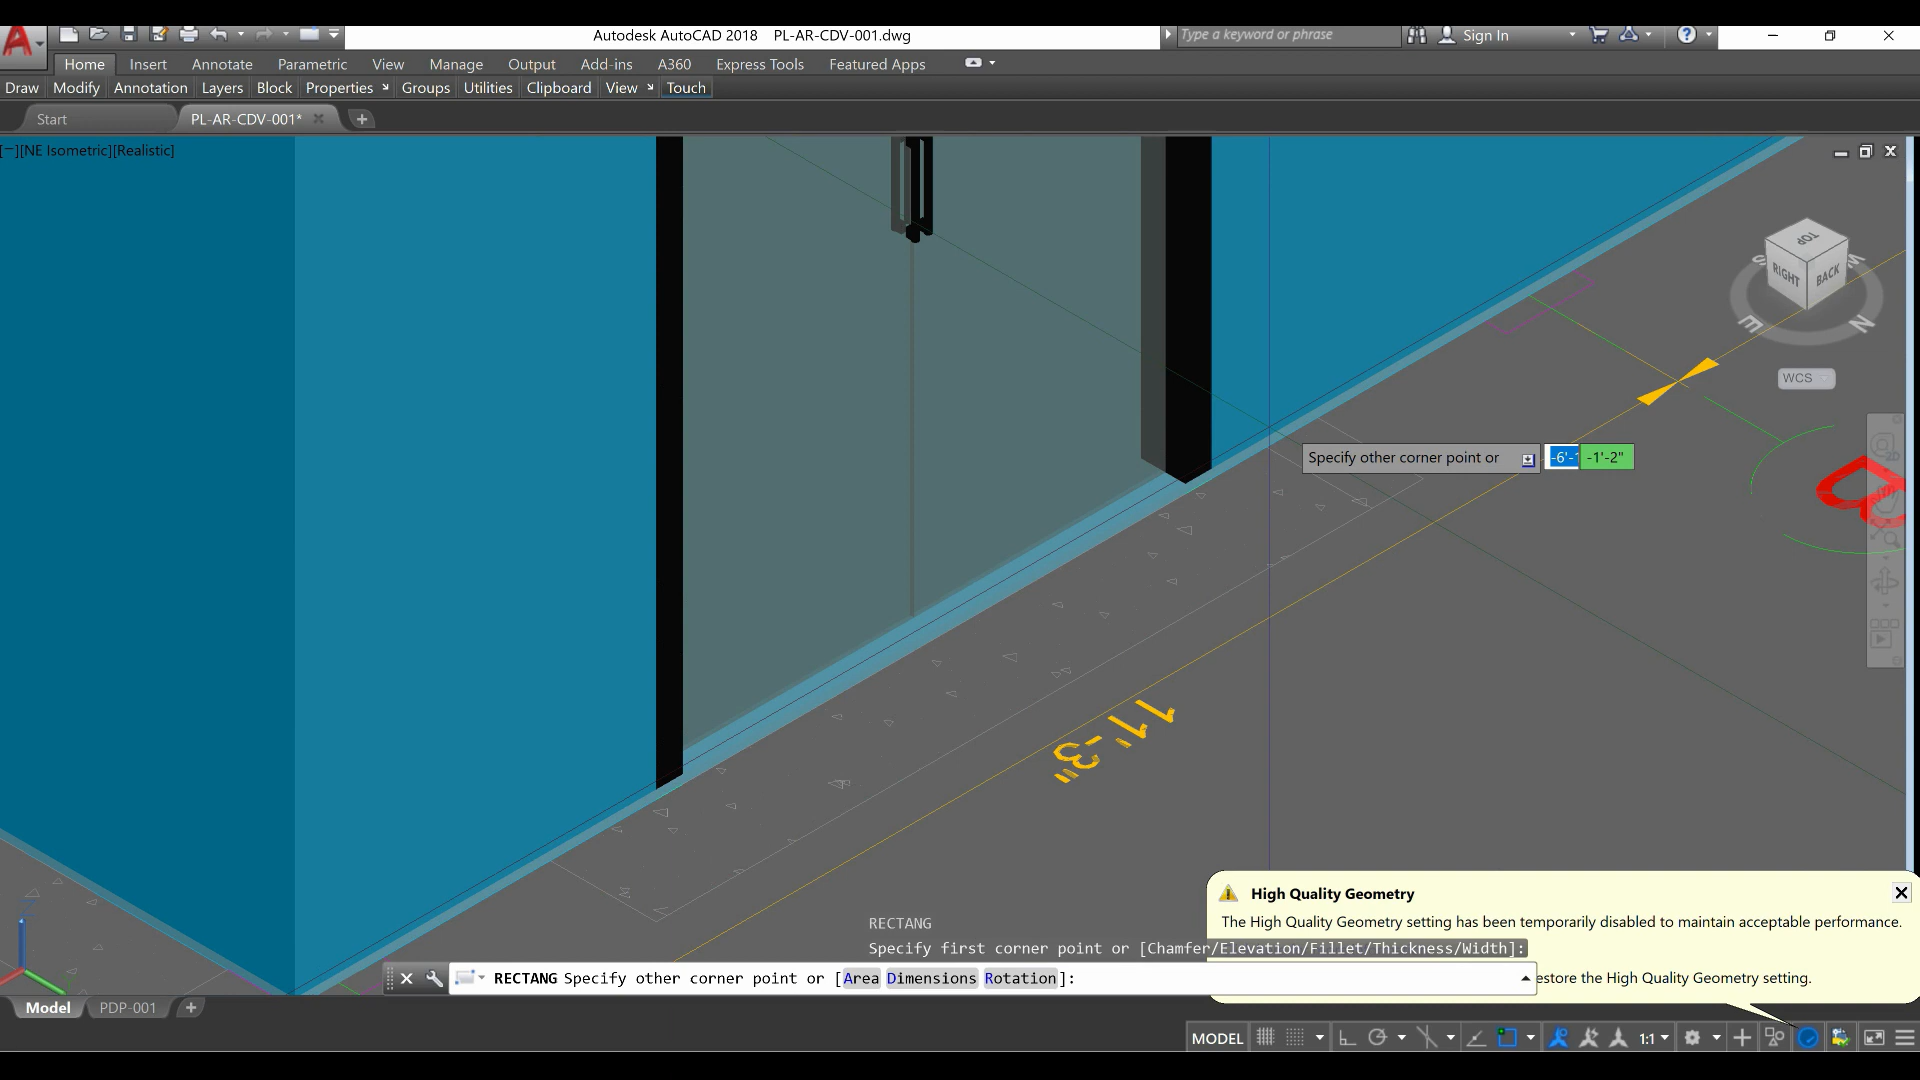 Autodesk AutoCAD 2018 PL-AR-CDV-001.dwg
Type a keyword or phrase
Sign In
Home Insert Annotate Parametric View Manage Output Add-ins A360 Express Tools Featured Apps
Draw Modify Annotation Layers Block Properties Groups Utilities Clipboard View Touch
Start PL-AR-CDV-001*
[−][NE Isometric][Realistic]
TOP
RIGHT BACK
E N
WCS
Specify other corner point or -6'-1 -1'-2"
B
11'-3"
High Quality Geometry
The High Quality Geometry setting has been temporarily disabled to maintain acceptable performance.
RECTANG
Specify first corner point or [Chamfer/Elevation/Fillet/Thickness/Width]:
RECTANG Specify other corner point or [Area Dimensions Rotation]:
estore the High Quality Geometry setting.
Model PDP-001
MODEL 1:1